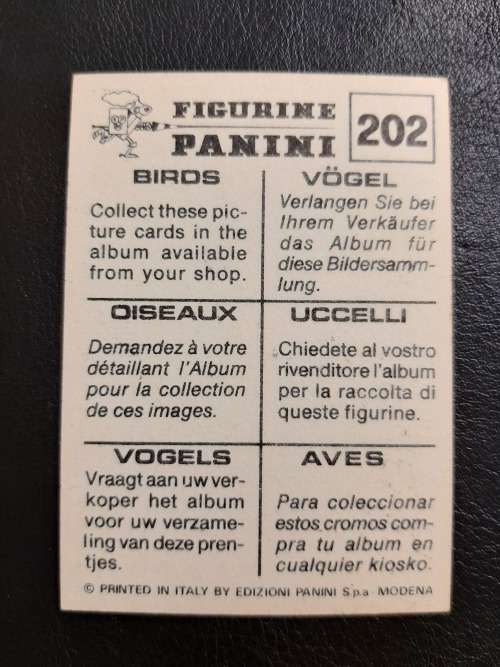 FIGURINE
PANINI
202
BIRDS
Collect these pic-
ture cards in the
album available
from your shop.
VÖGEL
Verlangen Sie bei
Ihrem Verkäufer
das Album für
diese Bildersamm-
lung.
OISEAUX
Demandez à votre
détaillant l'Album
pour la collection
de ces images.
UCCELLI
Chiedete al vostro
rivenditore l'album
per la raccolta di
queste figurine.
VOGELS
Vraagt aan uw ver-
koper het album
voor uw verzame-
ling van deze pren-
tjes.
AVES
Para coleccionar
estos cromos com-
pra tu album en
cualquier kiosko.
© PRINTED IN ITALY BY EDIZIONI PANINI S.p.a - MODENA